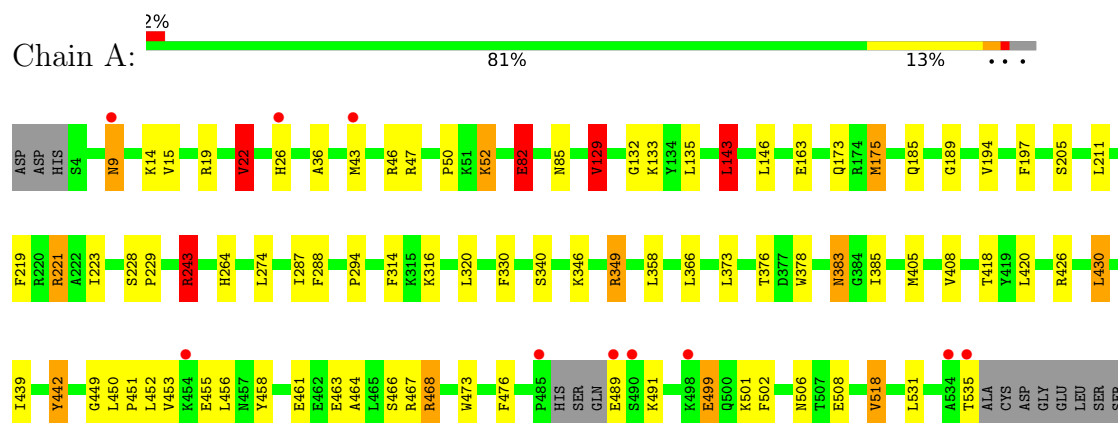 2%
Chain A:
81% 13% • • •
ASP ASP HIS S4 N9 K14 V15 R19 V22 H26 A36 M43 R46 R47 P50 K51 K52 E82 N85 V129 G132 K133 Y134 L135 L143 L146 E163 Q173 R174 M175 Q185 G189 V194 F197 S205 L211
F219 R220 R221 A222 I223 S228 P229 R243 H264 L274 I287 F288 P294 F314 K315 K316 L320 F330 S340 K346 R349 L358 L366 L373 T376 D377 W378 N383 G384 I385 M405 V408 T418 Y419 L420 R426 L430
I439 Y442 G449 L450 P451 L452 V453 K454 E455 L456 N457 Y458 E461 E462 E463 A464 L465 S466 R467 R468 W473 F476 P485 HIS SER GLN E489 S490 K491 K498 E499 Q500 K501 F502 N506 T507 E508 V518 L531 A534 T535 ALA CYS ASP GLY GLU LEU SER